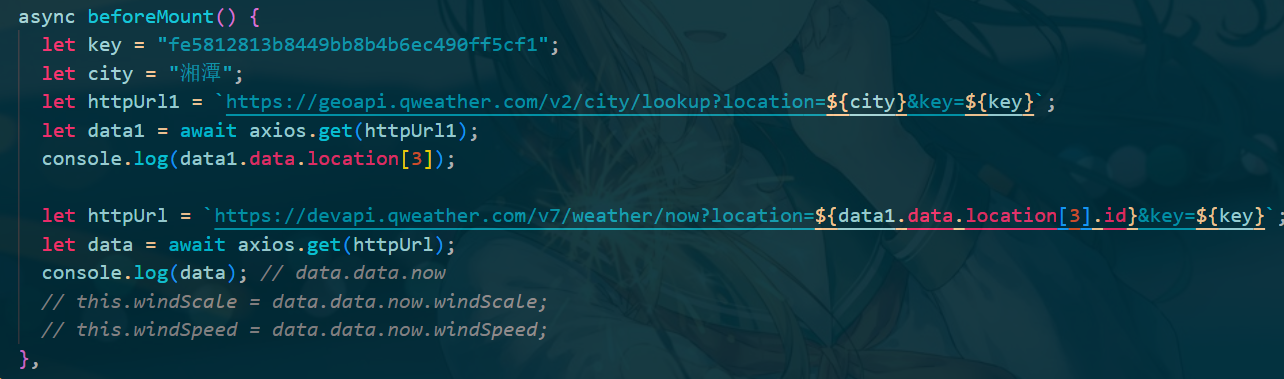 async beforeMount() {
let key = "fe5812813b8449bb8b4b6ec490ff5cf1";
let city = "湘潭";
let httpUrl1 = `https://geoapi.qweather.com/v2/city/lookup?location=${city}&key=${key}`;
let data1 = await axios.get(httpUrl1);
console.log(data1.data.location[3]);
let httpUrl = `https://devapi.qweather.com/v7/weather/now?location=${data1.data.location[3].id}&key=${key}`;
let data = await axios.get(httpUrl);
console.log(data); // data.data.now
// this.windScale = data.data.now.windScale;
// this.windSpeed = data.data.now.windSpeed;
},